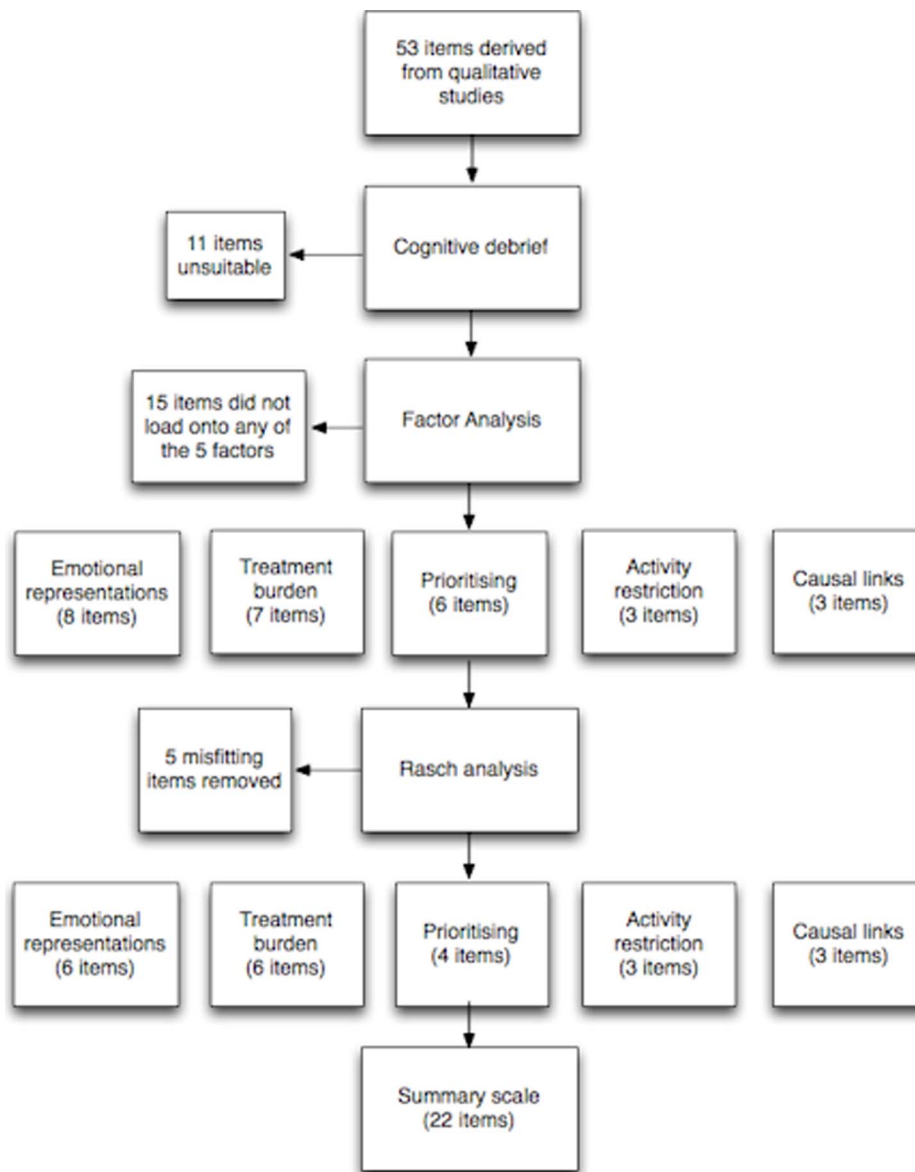 53 items derived
from qualitative
studies
Cognitive debrief
11 items
unsuitable
Factor Analysis
15 items did not
load onto any of
the 5 factors
Emotional
representations
(8 items)
Treatment
burden
(7 items)
Prioritising
(6 items)
Activity
restriction
(3 items)
Causal links
(3 items)
Rasch analysis
5 misfitting
items removed
Emotional
representations
(6 items)
Treatment
burden
(6 items)
Prioritising
(4 items)
Activity
restriction
(3 items)
Causal links
(3 items)
Summary scale
(22 items)